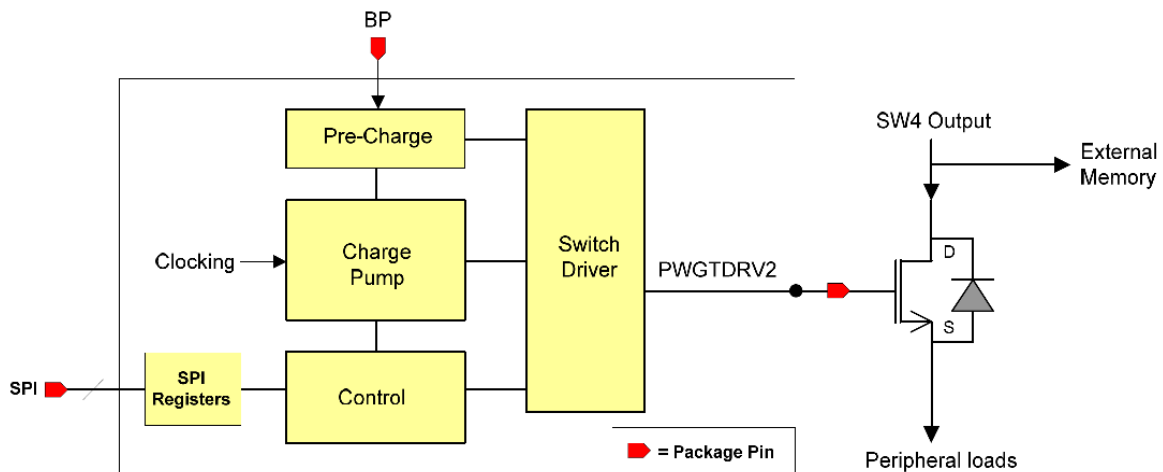 BP
Pre-Charge
SW4 Output
External
Memory
Clocking
Charge
Pump
Switch
Driver
PWGTDRV2
D
S
SPI
SPI
Registers
Control
= Package Pin
Peripheral loads